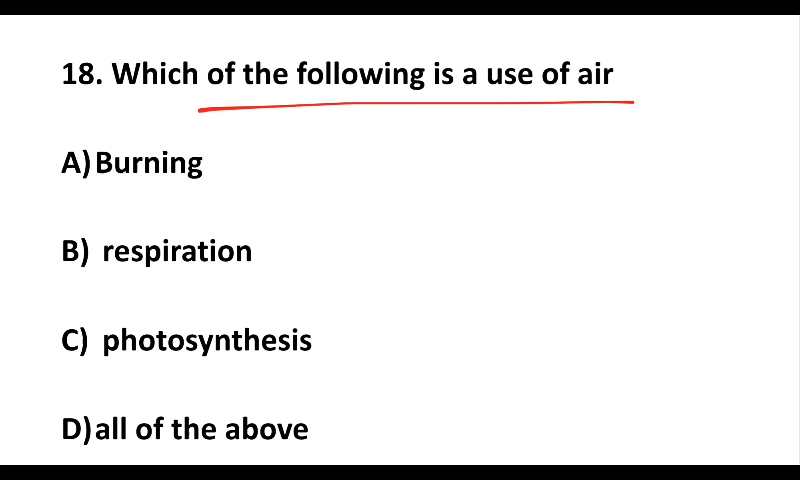 18. Which of the following is a use of air
A)Burning
B) respiration
C) photosynthesis
D)all of the above